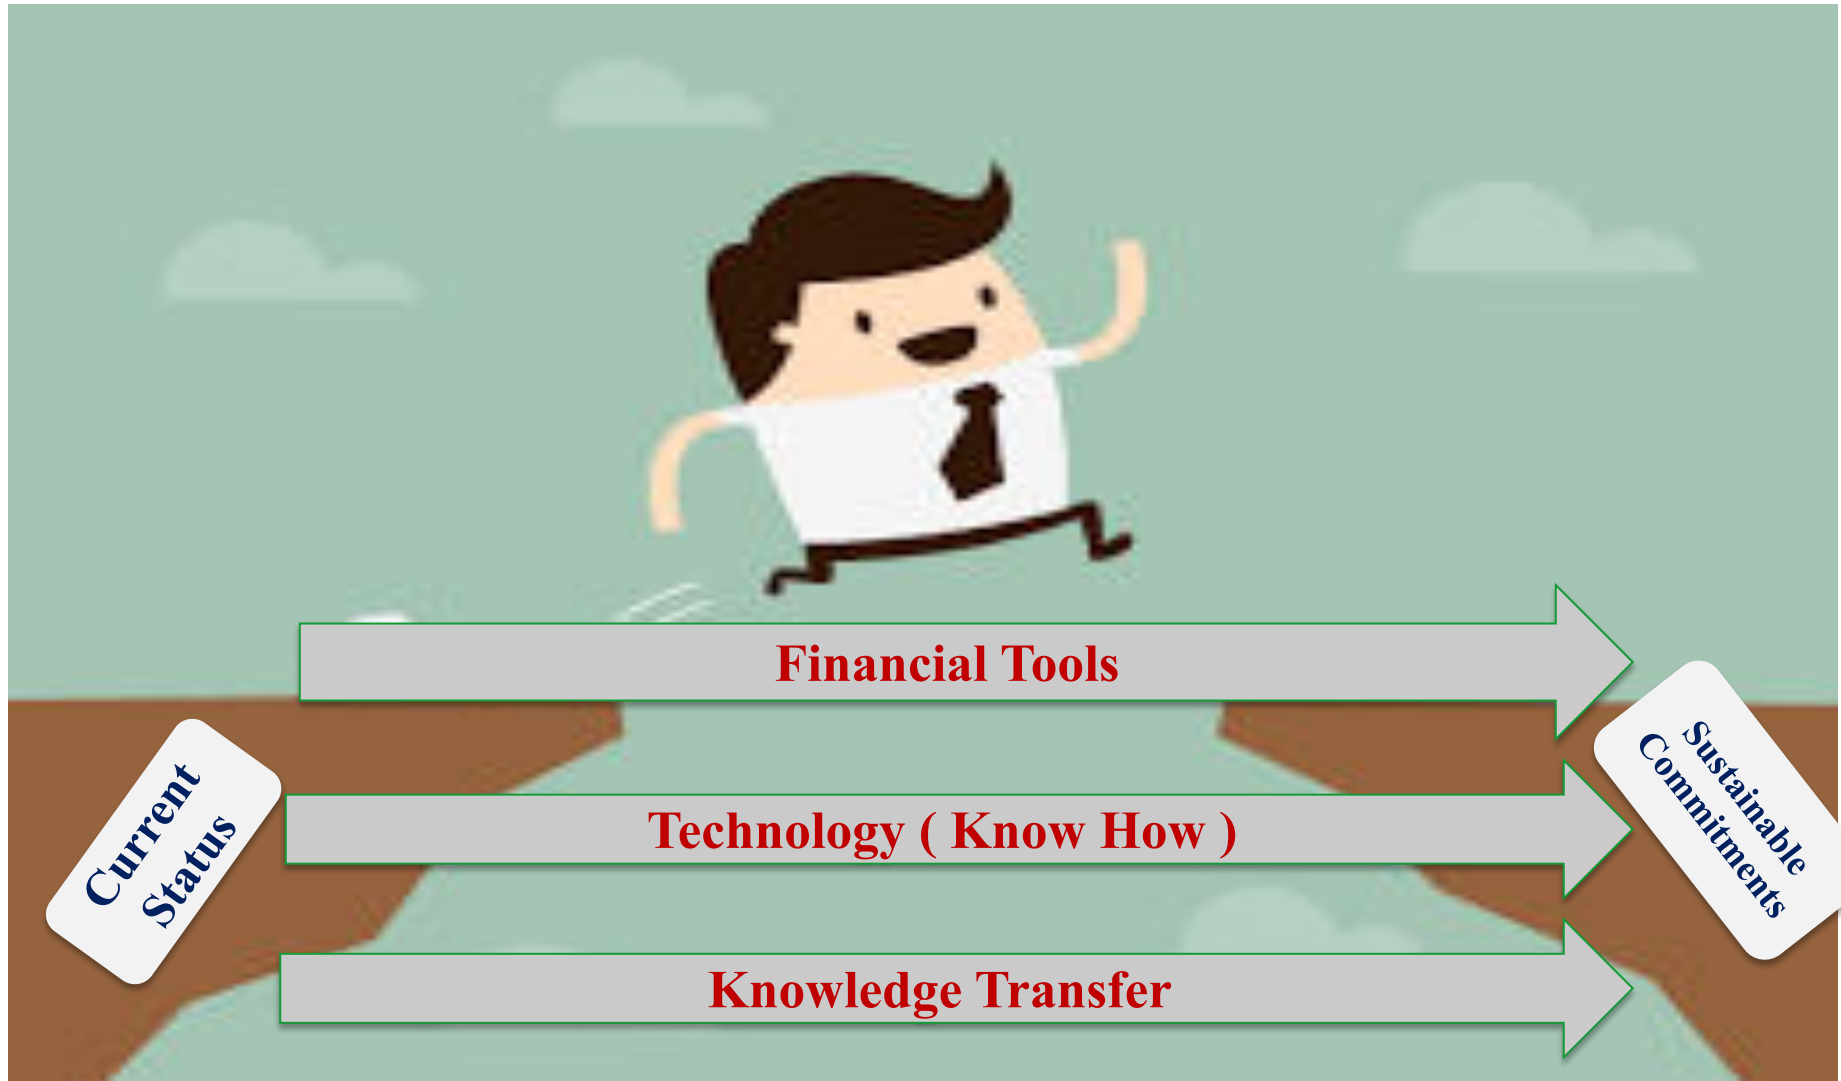 Financial Tools
Current
Status
Technology ( Know How )
Sustainable
Commitments
Knowledge Transfer